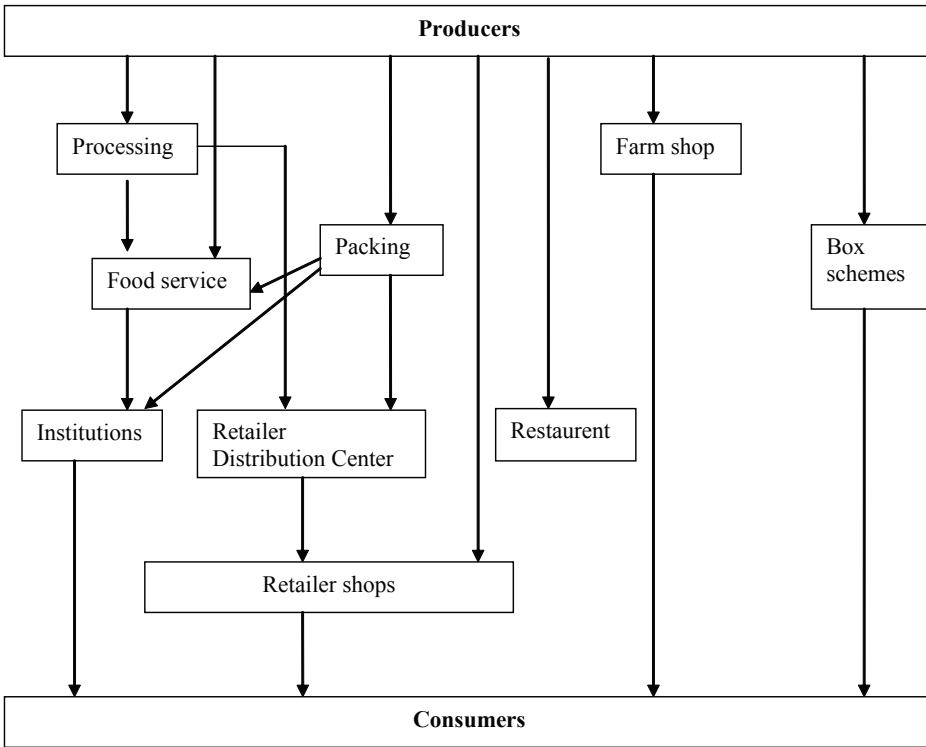 Producers
Processing
Farm shop
Packing
Box
schemes
Food service
Institutions
Retailer
Distribution Center
Restaurent
Retailer shops
Consumers